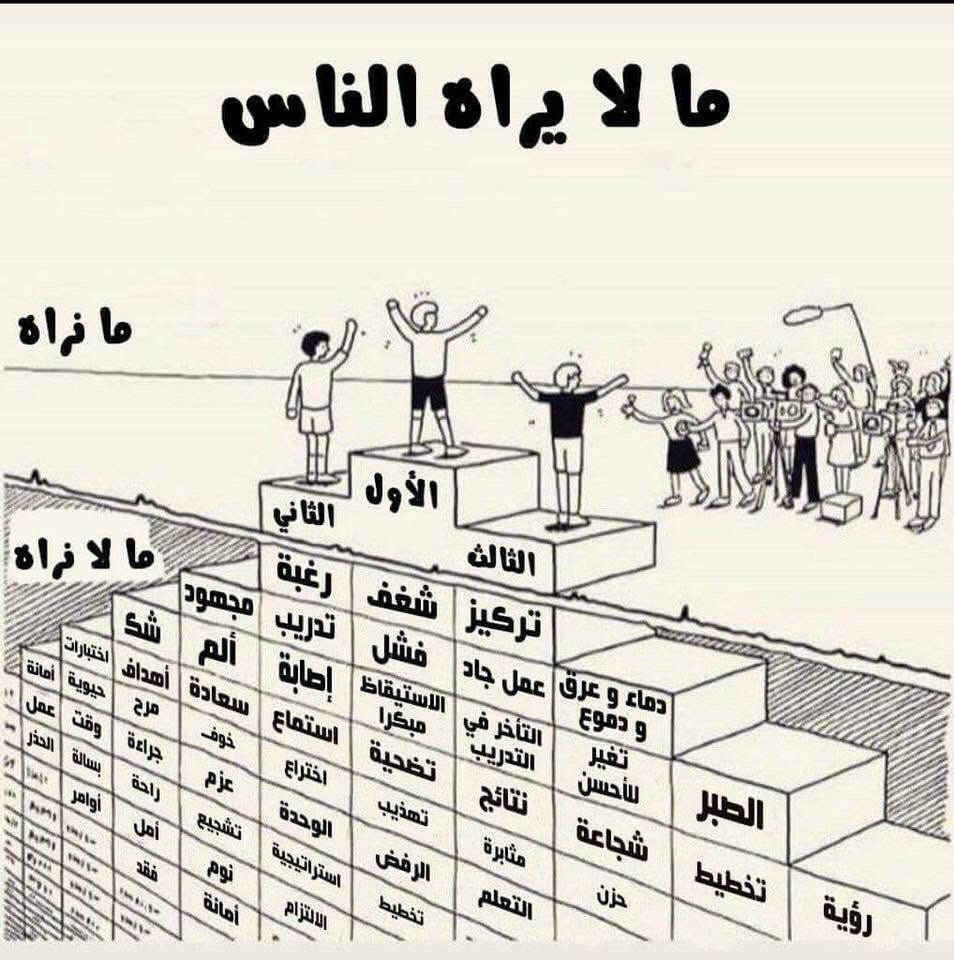 ما لا يراه الناس
ما نراه
الأول
الثاني
الثالث
ما لا نراه
رغبة
شغف
تركيز
مجهود
تدريب
فشل
عمل جاد
دماء و عرق
و دموع
شك
ألم
إصابة
الاستيقاظ
مبكرا
التأخر في
التدريب
تغير
للأحسن
الصبر
اختبارات
أهداف
سعادة
استماع
تضحية
نتائج
شجاعة
تخطيط
رؤية
أمانة
حيوية
مرح
خوف
اختراع
تهذيب
مثابرة
حزن
عمل
وقت
جراءة
عزم
الوحدة
الرفض
التعلم
الحذر
بسالة
راحة
تشجيع
استراتيجية
تخطيط
أوامر
أمل
نوم
الالتزام
فقد
أمانة